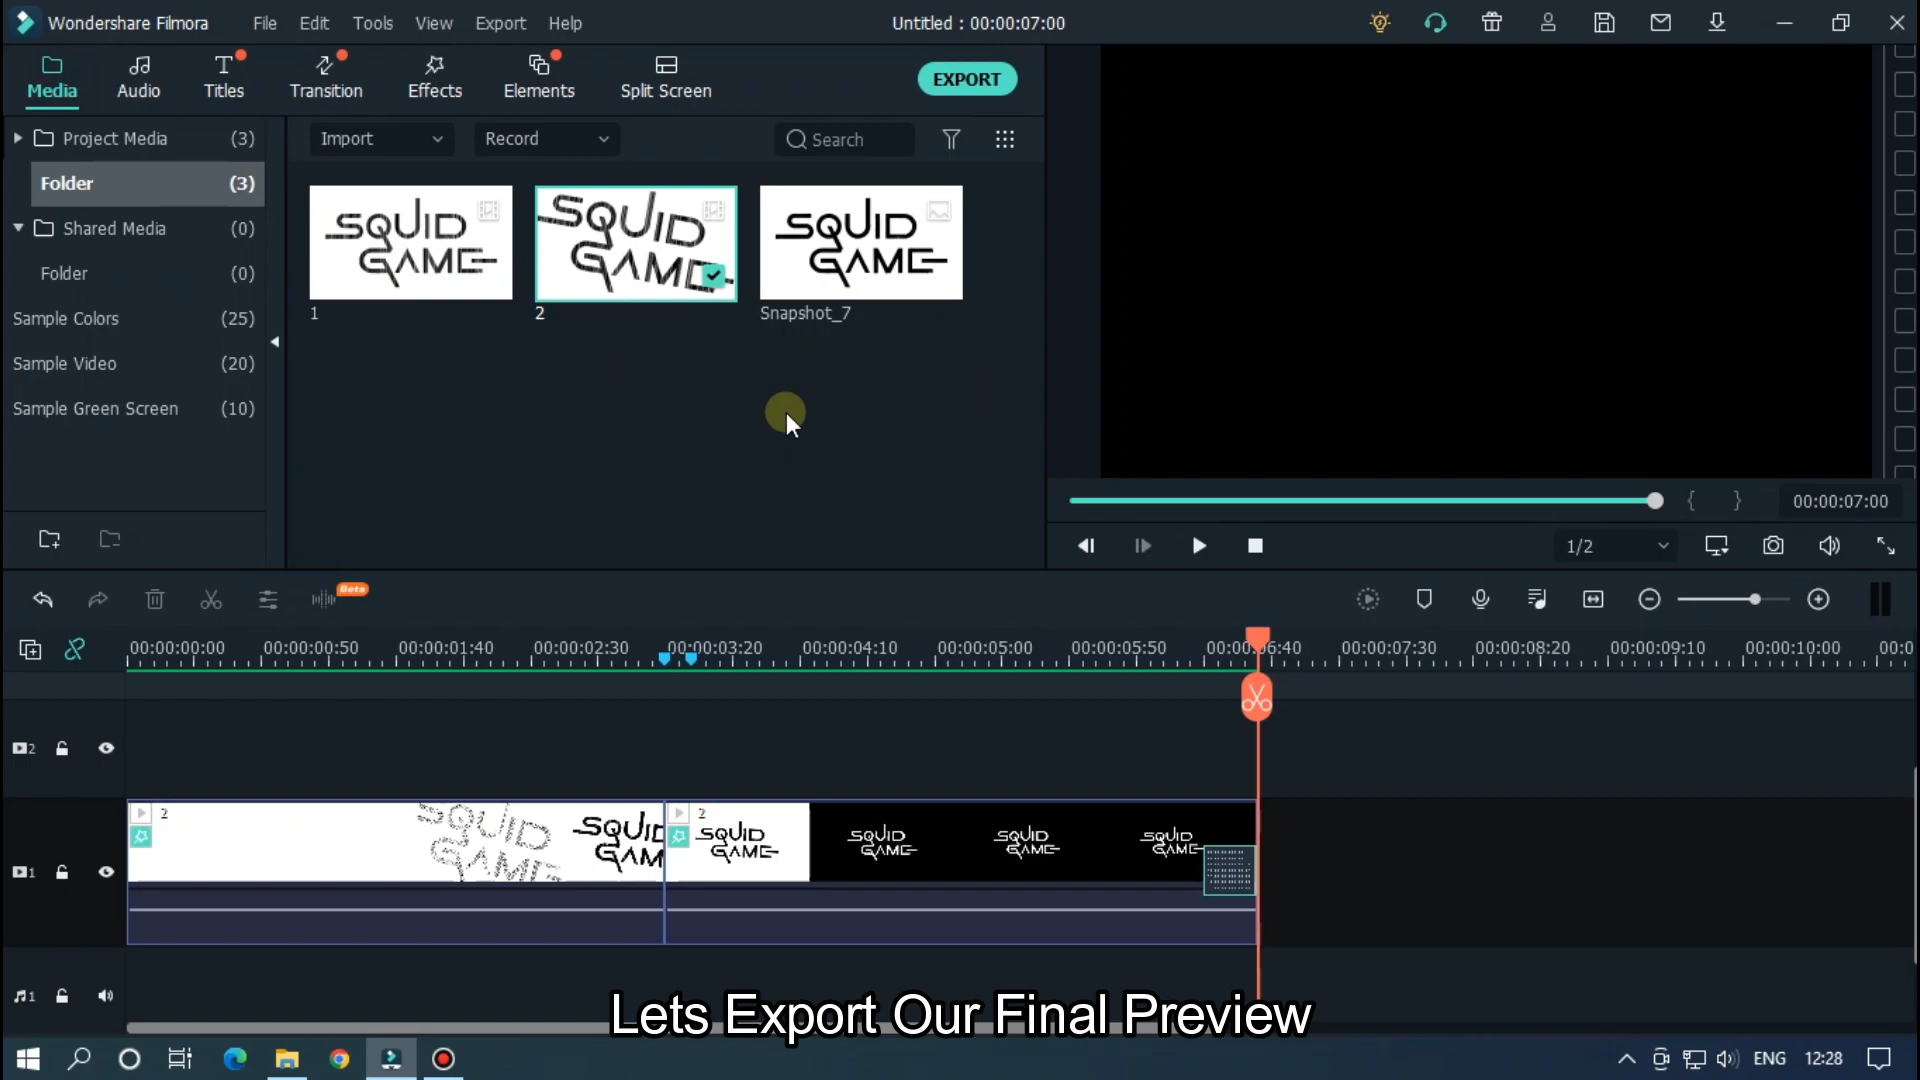 Wondershare Filmora File Edit Tools View Export Help Untitled : 00:00:07:00
Media Audio Titles Transition Effects Elements Split Screen EXPORT
Project Media (3) Import Record Search
Folder (3)
Shared Media (0)
Folder (0)
Sample Colors (25)
Sample Video (20)
Sample Green Screen (10)
SQUID GAME
SQUID GAME
SQUID GAME
1 2 Snapshot_7
00:00:07:00
1/2
Beta
00:00:00:00 00:00:00:50 00:00:01:40 00:00:02:30 00:00:03:20 00:00:04:10 00:00:05:00 00:00:05:50 00:00:06:40 00:00:07:30 00:00:08:20 00:00:09:10 00:00:10:00 00:0
2
2 2
SQUID GAME SQUID GAM SQUID GAME SQUID GAME SQUID GAME SQUID GAME
1
1
Lets Export Our Final Preview
ENG 12:28